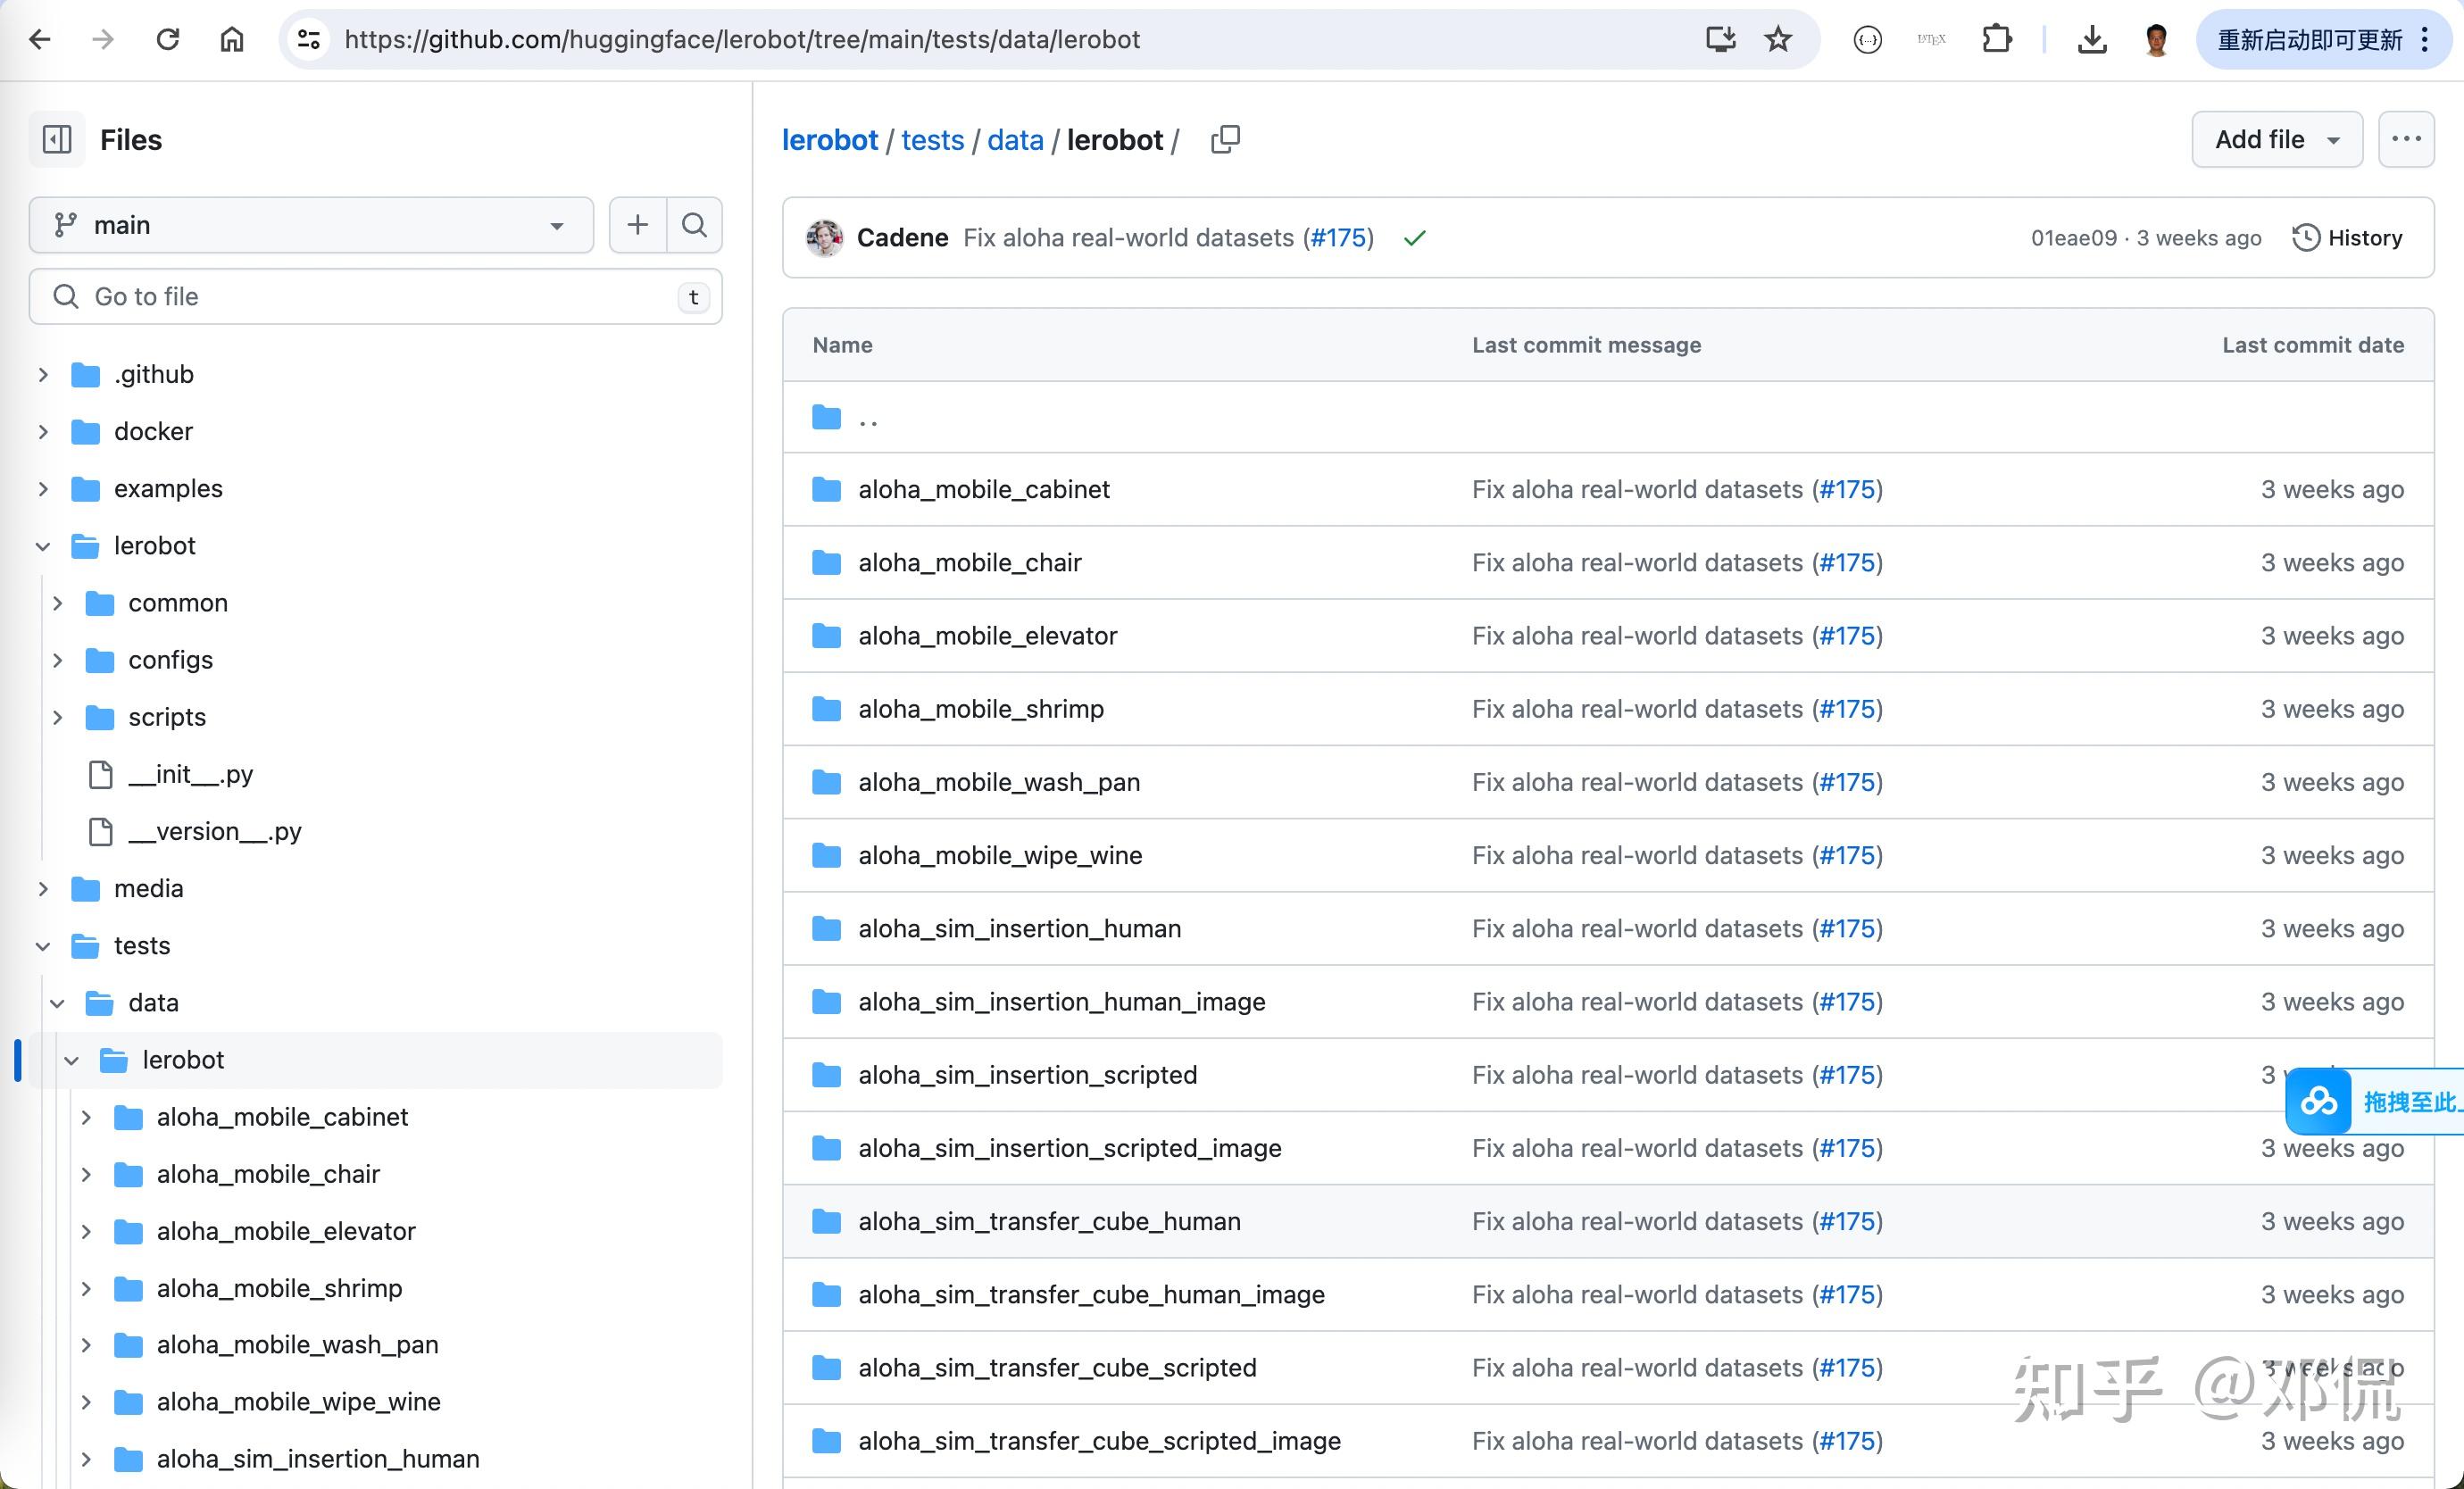 https://github.com/huggingface/lerobot/tree/main/tests/data/lerobot
LATEX
重新启动即可更新
Files
main
Go to file
t
.github
docker
examples
lerobot
common
configs
scripts
__init__.py
__version__.py
media
tests
data
lerobot
aloha_mobile_cabinet
aloha_mobile_chair
aloha_mobile_elevator
aloha_mobile_shrimp
aloha_mobile_wash_pan
aloha_mobile_wipe_wine
aloha_sim_insertion_human
lerobot / tests / data / lerobot /
Add file
Cadene Fix aloha real-world datasets (#175)
01eae09 · 3 weeks ago History
Name Last commit message Last commit date
..
aloha_mobile_cabinet Fix aloha real-world datasets (#175) 3 weeks ago
aloha_mobile_chair Fix aloha real-world datasets (#175) 3 weeks ago
aloha_mobile_elevator Fix aloha real-world datasets (#175) 3 weeks ago
aloha_mobile_shrimp Fix aloha real-world datasets (#175) 3 weeks ago
aloha_mobile_wash_pan Fix aloha real-world datasets (#175) 3 weeks ago
aloha_mobile_wipe_wine Fix aloha real-world datasets (#175) 3 weeks ago
aloha_sim_insertion_human Fix aloha real-world datasets (#175) 3 weeks ago
aloha_sim_insertion_human_image Fix aloha real-world datasets (#175) 3 weeks ago
aloha_sim_insertion_scripted Fix aloha real-world datasets (#175) 3
拖拽至此
aloha_sim_insertion_scripted_image Fix aloha real-world datasets (#175) 3 weeks ago
aloha_sim_transfer_cube_human Fix aloha real-world datasets (#175) 3 weeks ago
aloha_sim_transfer_cube_human_image Fix aloha real-world datasets (#175) 3 weeks ago
aloha_sim_transfer_cube_scripted Fix aloha real-world datasets (#175) 3 weeks ago
知乎 @邓侃
aloha_sim_transfer_cube_scripted_image Fix aloha real-world datasets (#175) 3 weeks ago